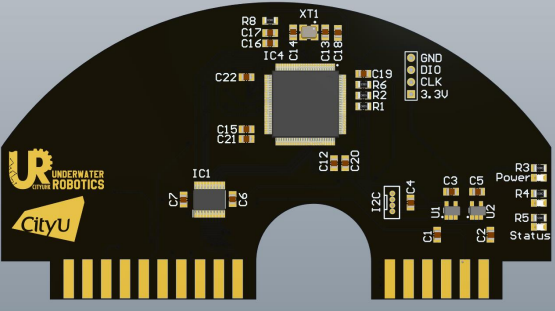 XT1
R8
C17
C16
IC4
C14
C13
C18
GND
DIO
CLK
3.3V
C22
C19
R6
R2
R1
C15
C21
C12
C20
UR
CITYURS
UNDERWATER
ROBOTICS
CityU
IC1
C7
C6
I2C
C4
C3
C5
U1
U2
C1
C2
R3
Power
R4
R5
Status